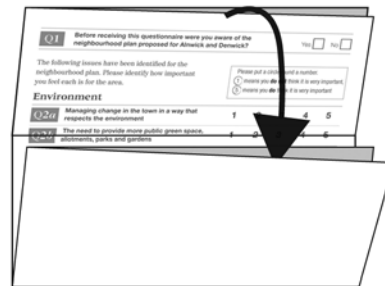 Q1 Before receiving this questionnaire were you aware of the
neighbourhood plan proposed for Alnwick and Denwick? Yes No
The following issues have been identified for the
neighbourhood plan. Please identify how important
you feel each is for the area.
Please put a circle round a number.
1 means you do not think it is very important,
5 means you do think it is very important
Environment
Q2a Managing change in the town in a way that
respects the environment 1 2 4 5
Q2b The need to provide more public green space,
allotments, parks and gardens 1 2 4 5